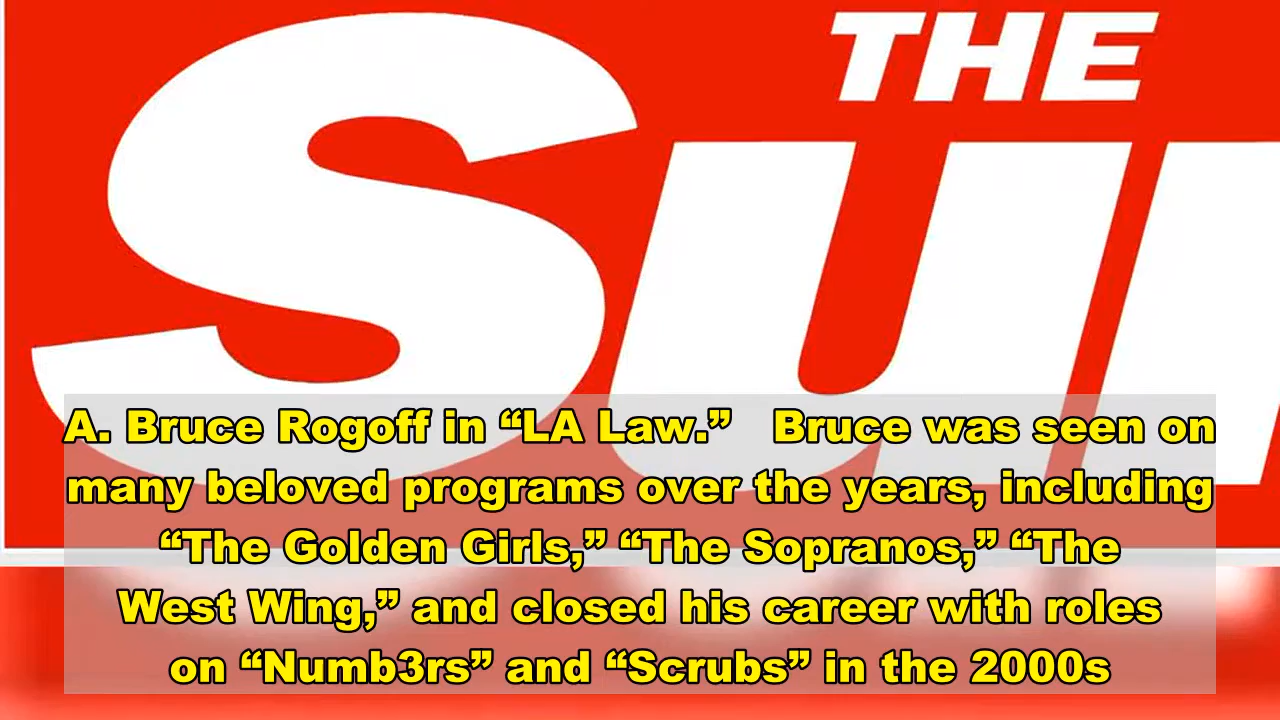 THE
Su
A. Bruce Rogoff in “LA Law.”   Bruce was seen on
many beloved programs over the years, including
“The Golden Girls,” “The Sopranos,” “The
West Wing,” and closed his career with roles
on “Numb3rs” and “Scrubs” in the 2000s